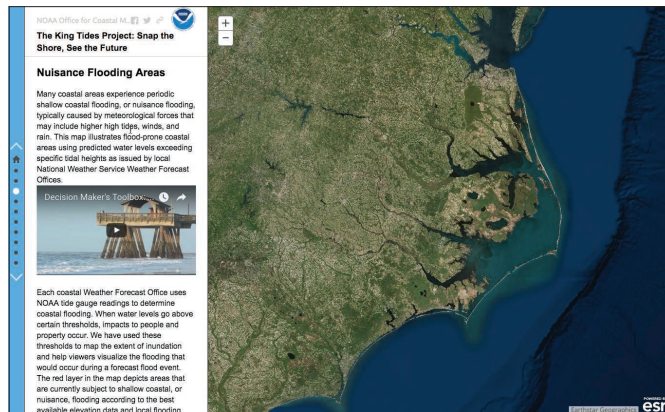 NOAA Office for Coastal M..
The King Tides Project: Snap the
Shore, See the Future
Nuisance Flooding Areas
Many coastal areas experience periodic
shallow coastal flooding, or nuisance flooding,
typically caused by meteorological forces that
may include higher high tides, winds, and
rain. This map illustrates flood-prone coastal
areas using predicted water levels exceeding
specific tidal heights as issued by local
National Weather Service Weather Forecast
Offices.
Decision Maker's Toolbox:...
Each coastal Weather Forecast Office uses
NOAA tide gauge readings to determine
coastal flooding. When water levels go above
certain thresholds, impacts to people and
property occur. We have used these
thresholds to map the extent of inundation
and help viewers visualize the flooding that
would occur during a forecast flood event.
The red layer in the map depicts areas that
are currently subject to shallow coastal, or
nuisance, flooding according to the best
available elevation data and local flooding
+
−
Earthstar Geographics
POWERED BY
esri